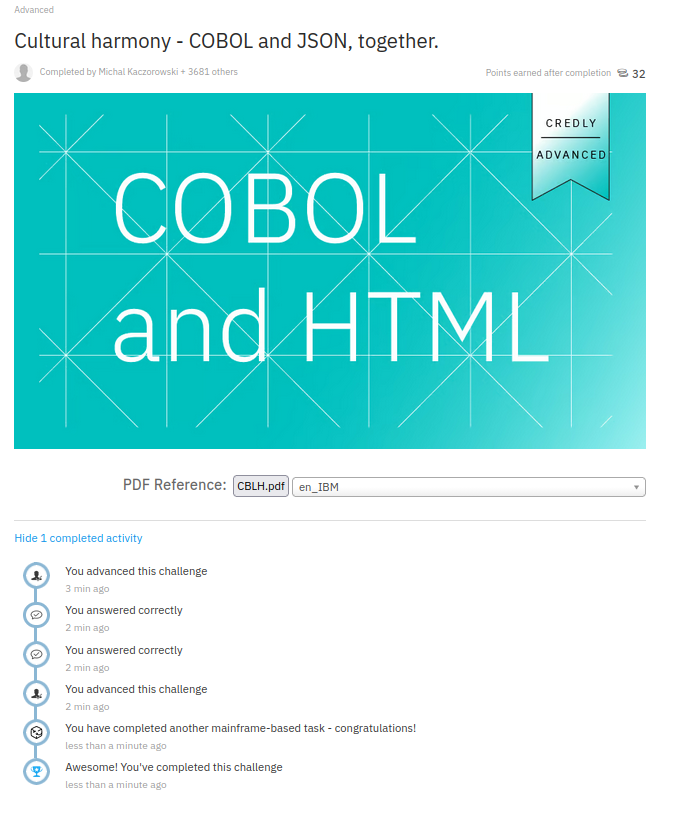 Advanced
Cultural harmony - COBOL and JSON, together.
Completed by Michal Kaczorowski + 3681 others
Points earned after completion 32
CREDLY
ADVANCED
COBOL
and HTML
PDF Reference: CBLH.pdf en_IBM
Hide 1 completed activity
You advanced this challenge
3 min ago
You answered correctly
2 min ago
You answered correctly
2 min ago
You advanced this challenge
2 min ago
You have completed another mainframe-based task - congratulations!
less than a minute ago
Awesome! You've completed this challenge
less than a minute ago